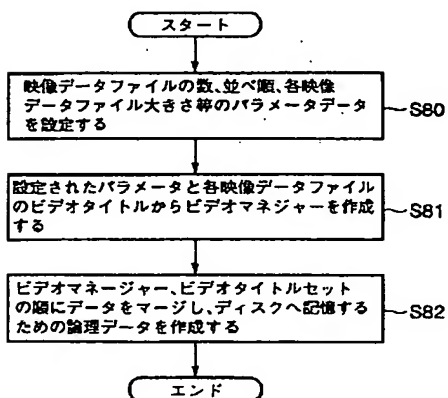 スタート
映像データファイルの数、並べ順、各映像
データファイル大きさ等のパラメータデータ
を設定する
S80
設定されたパラメータと各映像データファイル
のビデオタイトルからビデオマネジャーを作成
する
S81
ビデオマネージャー、ビデオタイトルセット
の順にデータをマージし、ディスクへ記憶する
ための論理データを作成する
S82
エンド